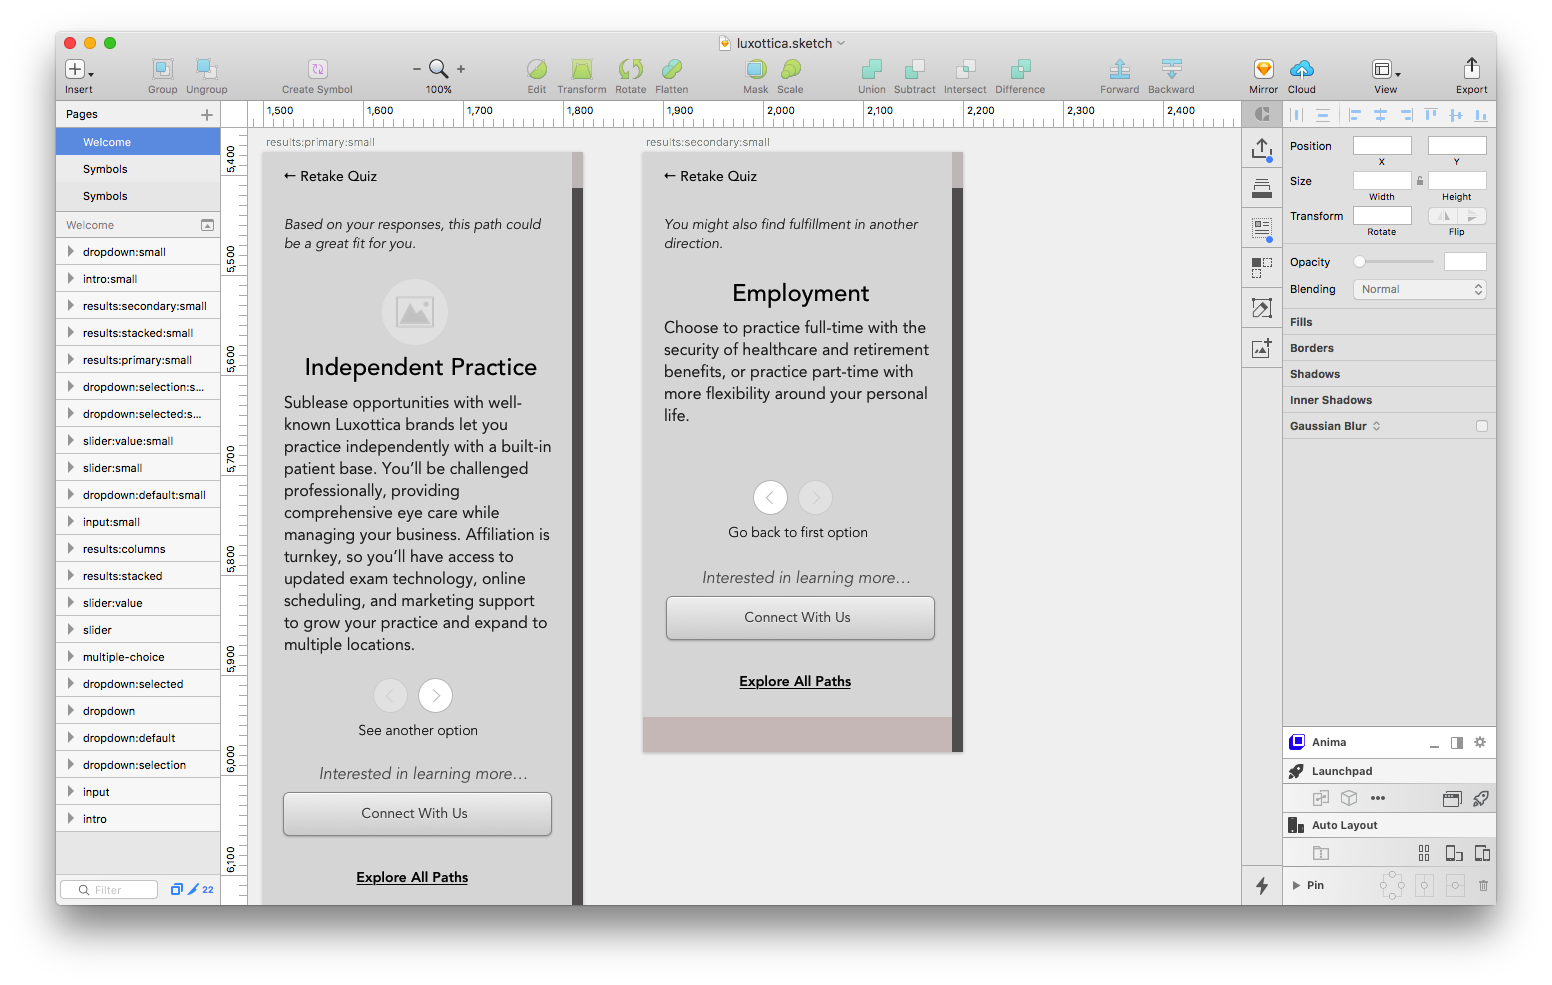 luxottica.sketch
Insert
Group
Ungroup
Create Symbol
100%
Edit
Transform
Rotate
Flatten
Mask
Scale
Union
Subtract
Intersect
Difference
Forward
Backward
Mirror
Cloud
View
Export
Pages
Welcome
Symbols
Symbols
Welcome
dropdown:small
intro:small
results:secondary:small
results:stacked:small
results:primary:small
dropdown:selection:s...
dropdown:selected:s...
slider:value:small
slider:small
dropdown:default:small
input:small
results:columns
results:stacked
slider:value
slider
multiple-choice
dropdown:selected
dropdown
dropdown:default
dropdown:selection
input
intro
Filter
22
1,500
1,600
1,700
1,800
1,900
2,000
2,100
2,200
2,300
2,400
5,400
5,500
5,600
5,700
5,800
5,900
6,000
6,100
results:primary:small
← Retake Quiz
Based on your responses, this path could
be a great fit for you.
Independent Practice
Sublease opportunities with well-
known Luxottica brands let you
practice independently with a built-in
patient base. You’ll be challenged
professionally, providing
comprehensive eye care while
managing your business. Affiliation is
turnkey, so you’ll have access to
updated exam technology, online
scheduling, and marketing support
to grow your practice and expand to
multiple locations.
See another option
Interested in learning more…
Connect With Us
Explore All Paths
results:secondary:small
← Retake Quiz
You might also find fulfillment in another
direction.
Employment
Choose to practice full-time with the
security of healthcare and retirement
benefits, or practice part-time with
more flexibility around your personal
life.
Go back to first option
Interested in learning more…
Connect With Us
Explore All Paths
Position
X
Y
Size
Width
Height
Transform
Rotate
Flip
Opacity
Blending
Normal
Fills
Borders
Shadows
Inner Shadows
Gaussian Blur
Anima
Launchpad
Auto Layout
Pin